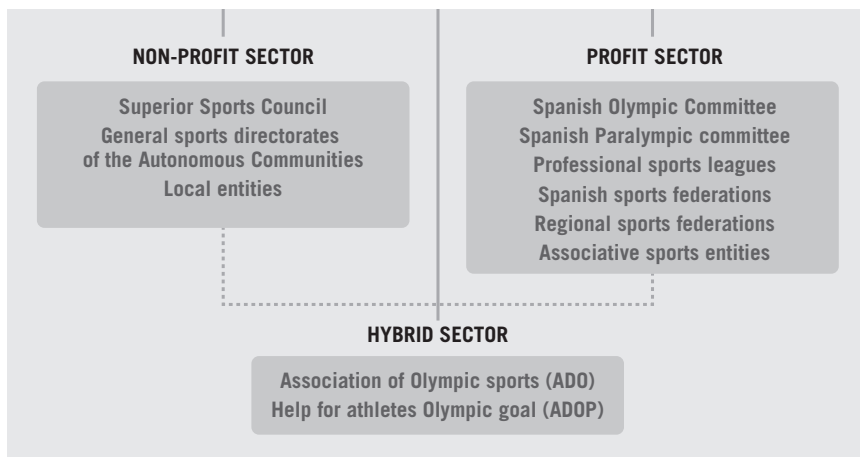 NON-PROFIT SECTOR
Superior Sports Council
General sports directorates
of the Autonomous Communities
Local entities
PROFIT SECTOR
Spanish Olympic Committee
Spanish Paralympic committee
Professional sports leagues
Spanish sports federations
Regional sports federations
Associative sports entities
HYBRID SECTOR
Association of Olympic sports (ADO)
Help for athletes Olympic goal (ADOP)